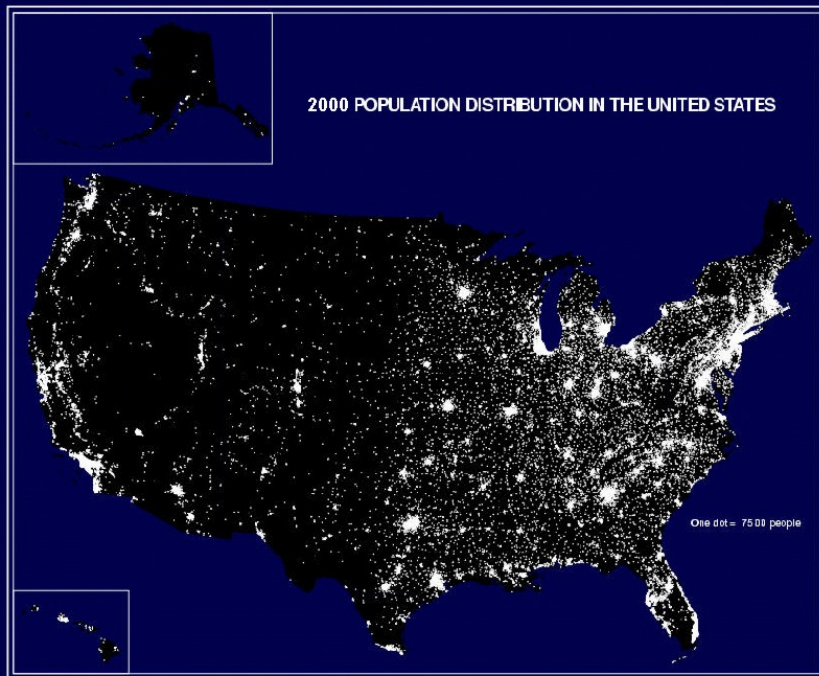 2000 POPULATION DISTRIBUTION IN THE UNITED STATES
One dot = 7500 people